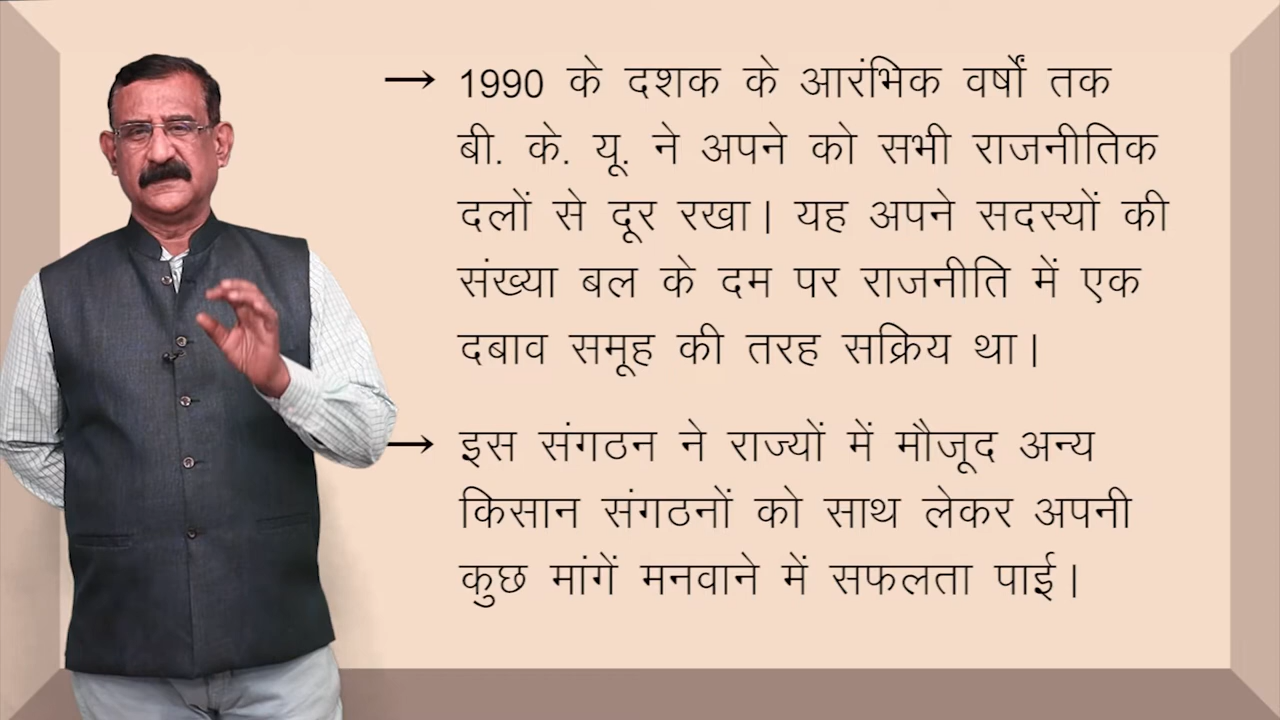 → 1990 के दशक के आरंभिक वर्षों तक
बी. के. यू. ने अपने को सभी राजनीतिक
दलों से दूर रखा। यह अपने सदस्यों की
संख्या बल के दम पर राजनीति में एक
दबाव समूह की तरह सक्रिय था।
→ इस संगठन ने राज्यों में मौजूद अन्य
किसान संगठनों को साथ लेकर अपनी
कुछ मांगें मनवाने में सफलता पाई।